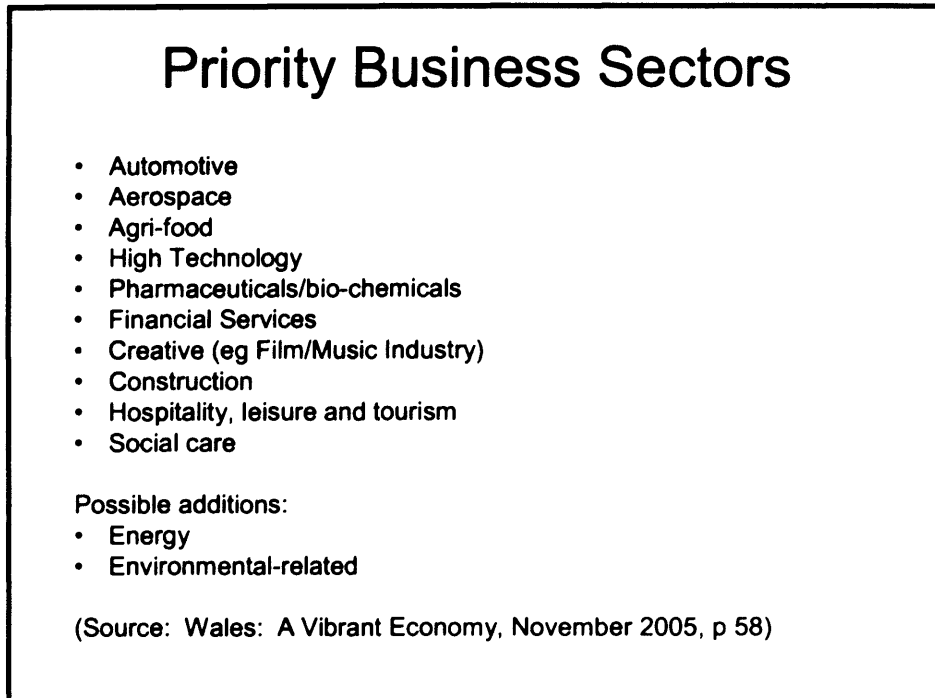 Priority Business Sectors
• Automotive
• Aerospace
• Agri-food
• High Technology
• Pharmaceuticals/bio-chemicals
• Financial Services
• Creative (eg Film/Music Industry)
• Construction
• Hospitality, leisure and tourism
• Social care
Possible additions:
• Energy
• Environmental-related
(Source: Wales: A Vibrant Economy, November 2005, p 58)